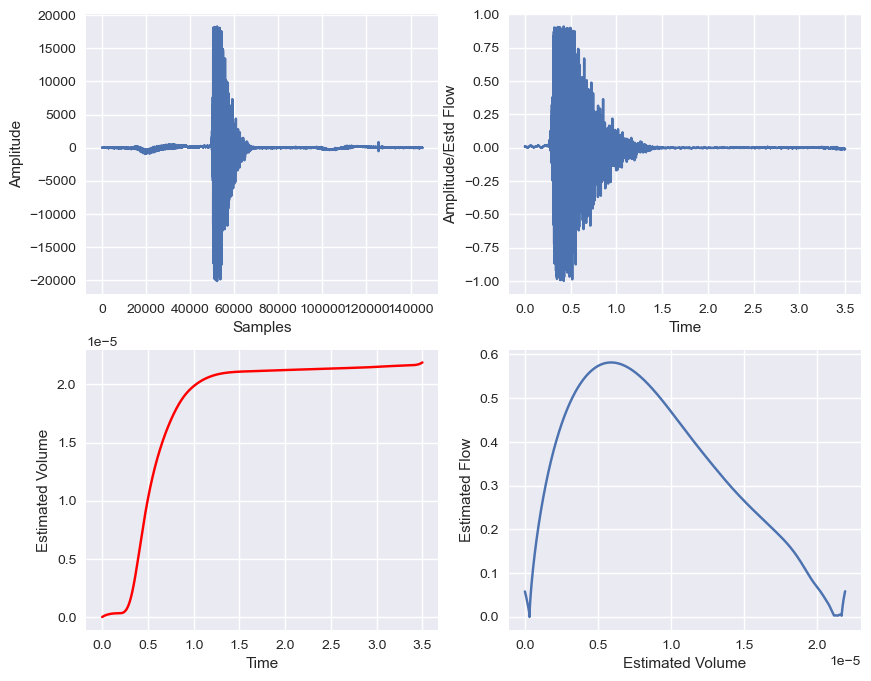 20000
15000
10000
5000
0
−5000
−10000
−15000
−20000
Amplitude
0 20000 40000 60000 80000 100000 120000 140000
Samples
1.00
0.75
0.50
0.25
0.00
−0.25
−0.50
−0.75
−1.00
Amplitude/Estd Flow
0.0 0.5 1.0 1.5 2.0 2.5 3.0 3.5
Time
1e−5
2.0
1.5
1.0
0.5
0.0
Estimated Volume
0.0 0.5 1.0 1.5 2.0 2.5 3.0 3.5
Time
0.6
0.5
0.4
0.3
0.2
0.1
0.0
Estimated Flow
0.0 0.5 1.0 1.5 2.0
1e−5
Estimated Volume